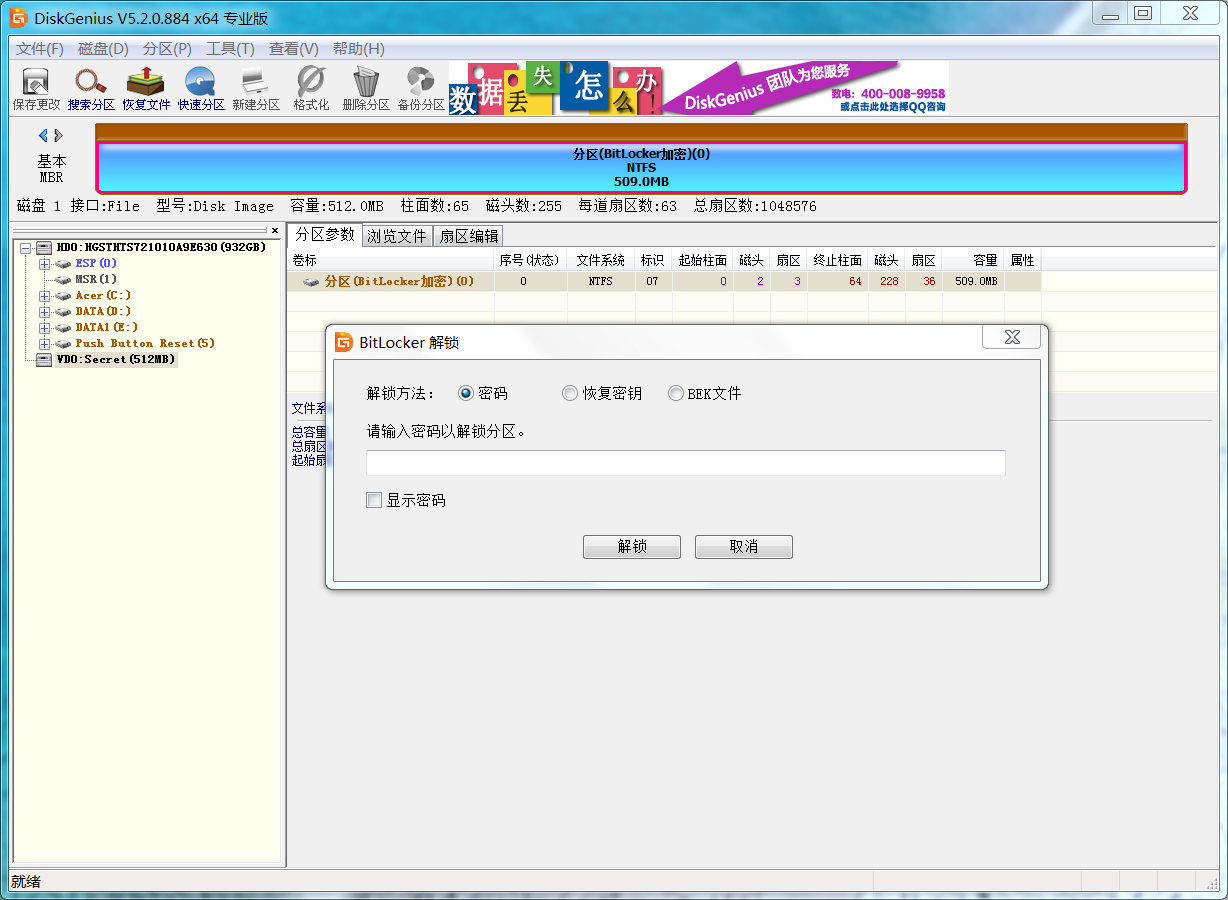 DiskGenius V5.2.0.884 x64 专业版
文件(F) 磁盘(D) 分区(P) 工具(T) 查看(V) 帮助(H)
保存更改 搜索分区 恢复文件 快速分区 新建分区 格式化 删除分区 备份分区
数据丢失怎么办!
DiskGenius 团队为您服务
致电: 400-008-9958
或点击此处选择QQ咨询
基本
MBR
分区(BitLocker加密)(0)
NTFS
509.0MB
磁盘 1 接口:File 型号:Disk Image 容量:512.0MB 柱面数:65 磁头数:255 每道扇区数:63 总扇区数:1048576
HD0:HGSTHTS721010A9E630(932GB)
ESP(0)
MSR(1)
Acer(C:)
DATA(D:)
DATA1(E:)
Push Button Reset(5)
VD0:Secret(512MB)
分区参数 浏览文件 扇区编辑
卷标 序号(状态) 文件系统 标识 起始柱面 磁头 扇区 终止柱面 磁头 扇区 容量 属性
分区(BitLocker加密)(0) 0 NTFS 07 0 2 3 64 228 36 509.0MB
文件系
总容量
总扇区
起始扇
BitLocker 解锁
解锁方法: 密码 恢复密钥 BEK文件
请输入密码以解锁分区。
显示密码
解锁 取消
就绪